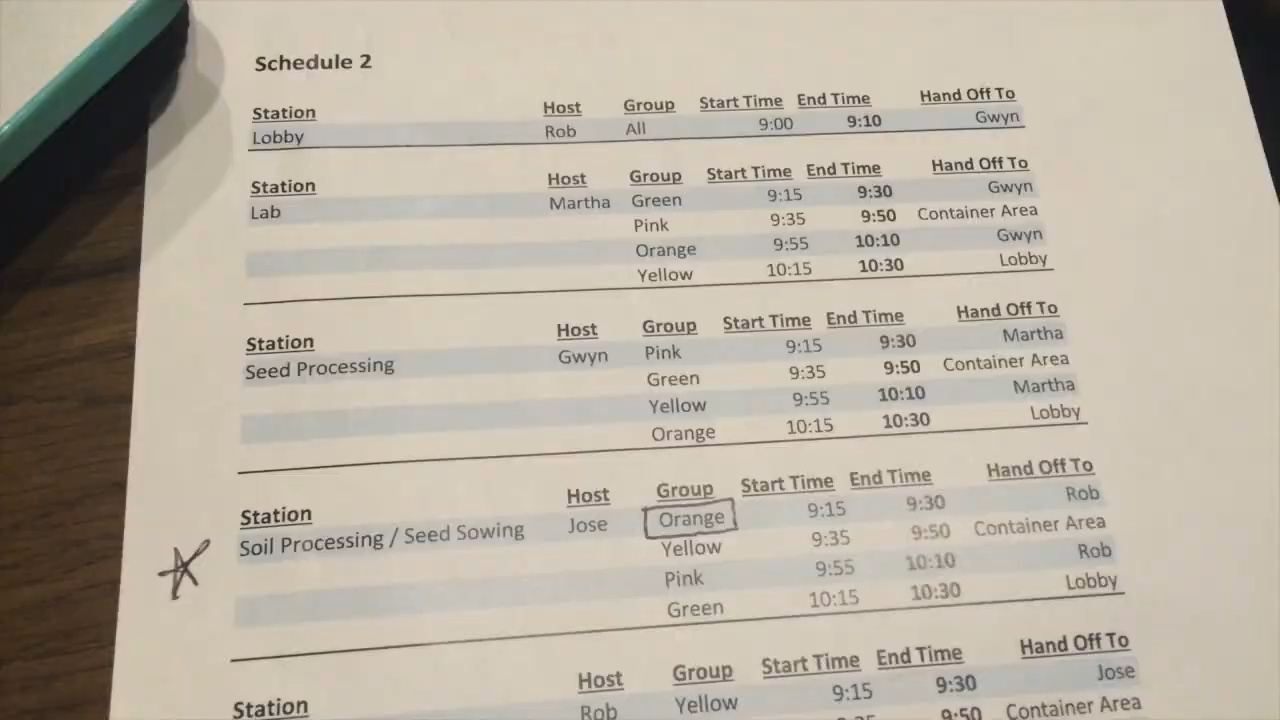 Schedule 2
Station Host Group Start Time End Time Hand Off To
Lobby Rob All 9:00 9:10 Gwyn
Station Host Group Start Time End Time Hand Off To
Lab Martha Green 9:15 9:30 Gwyn
Pink 9:35 9:50 Container Area
Orange 9:55 10:10 Gwyn
Yellow 10:15 10:30 Lobby
Station Host Group Start Time End Time Hand Off To
Seed Processing Gwyn Pink 9:15 9:30 Martha
Green 9:35 9:50 Container Area
Yellow 9:55 10:10 Martha
Orange 10:15 10:30 Lobby
Station Host Group Start Time End Time Hand Off To
Soil Processing / Seed Sowing Jose Orange 9:15 9:30 Rob
Yellow 9:35 9:50 Container Area
Pink 9:55 10:10 Rob
Green 10:15 10:30 Lobby
Station Host Group Start Time End Time Hand Off To
Rob Yellow 9:15 9:30 Jose
9:50 Container Area